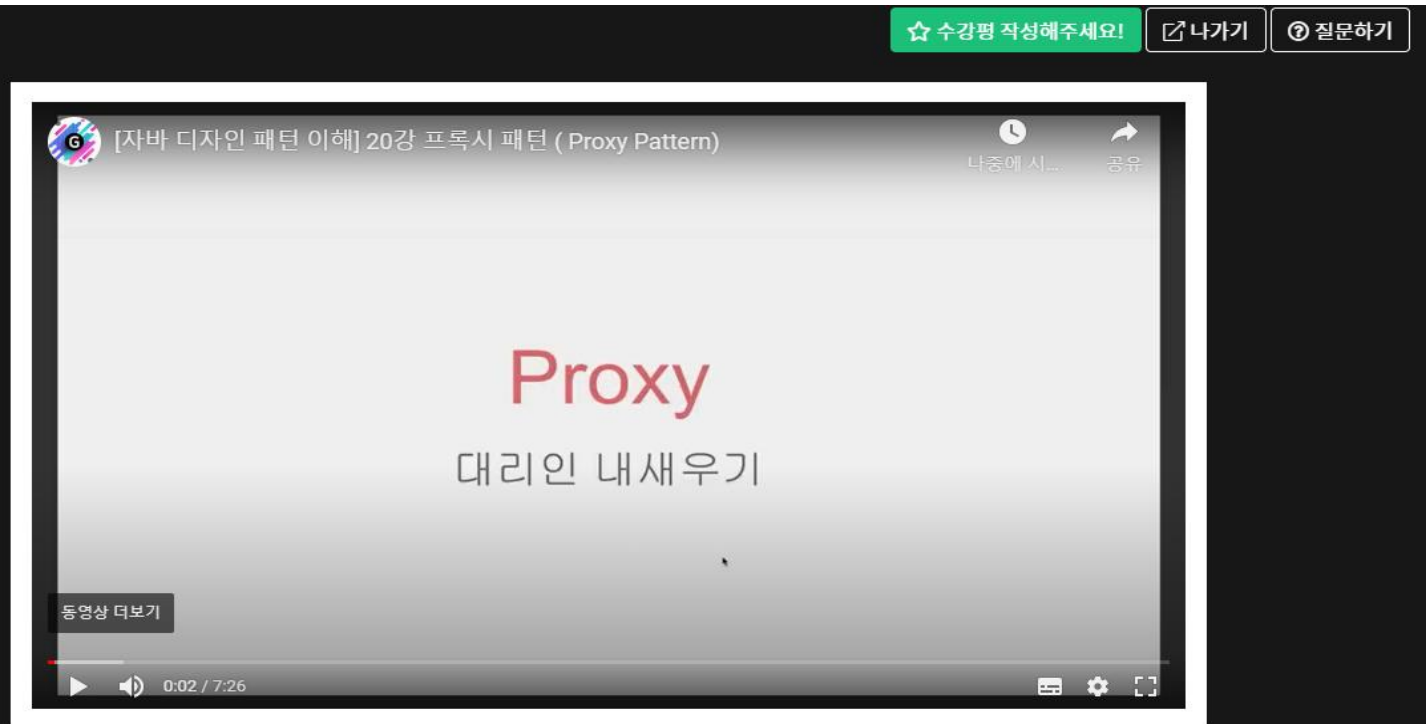 수강평 작성해주세요! 나가기 질문하기
G [자바 디자인 패턴 이해] 20강 프록시 패턴 ( Proxy Pattern)
나중에 시... 공유
Proxy
대리인 내새우기
동영상 더보기
0:02 / 7:26